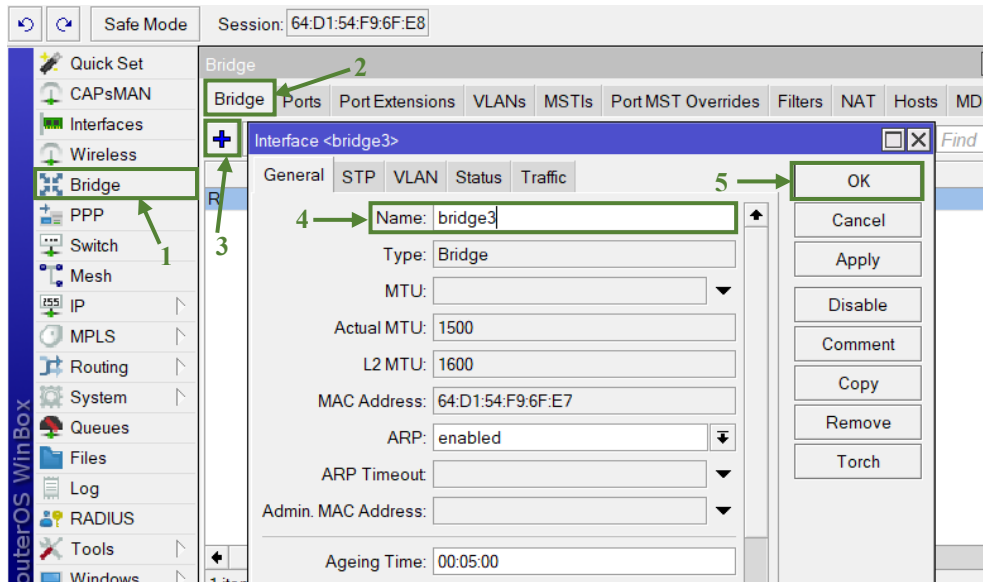 Safe Mode Session: 64:D1:54:F9:6F:E8
Quick Set
CAPsMAN
Interfaces
Wireless
Bridge
PPP
Switch
Mesh
IP
MPLS
Routing
System
Queues
Files
Log
RADIUS
Tools
Windows
outerOS WinBox
1
Bridge
2
Bridge Ports Port Extensions VLANs MSTIs Port MST Overrides Filters NAT Hosts MD
3
Find
R
Interface <bridge3>
General STP VLAN Status Traffic
4
Name: bridge3
Type: Bridge
MTU:
Actual MTU: 1500
L2 MTU: 1600
MAC Address: 64:D1:54:F9:6F:E7
ARP: enabled
ARP Timeout:
Admin. MAC Address:
Ageing Time: 00:05:00
5
OK
Cancel
Apply
Disable
Comment
Copy
Remove
Torch